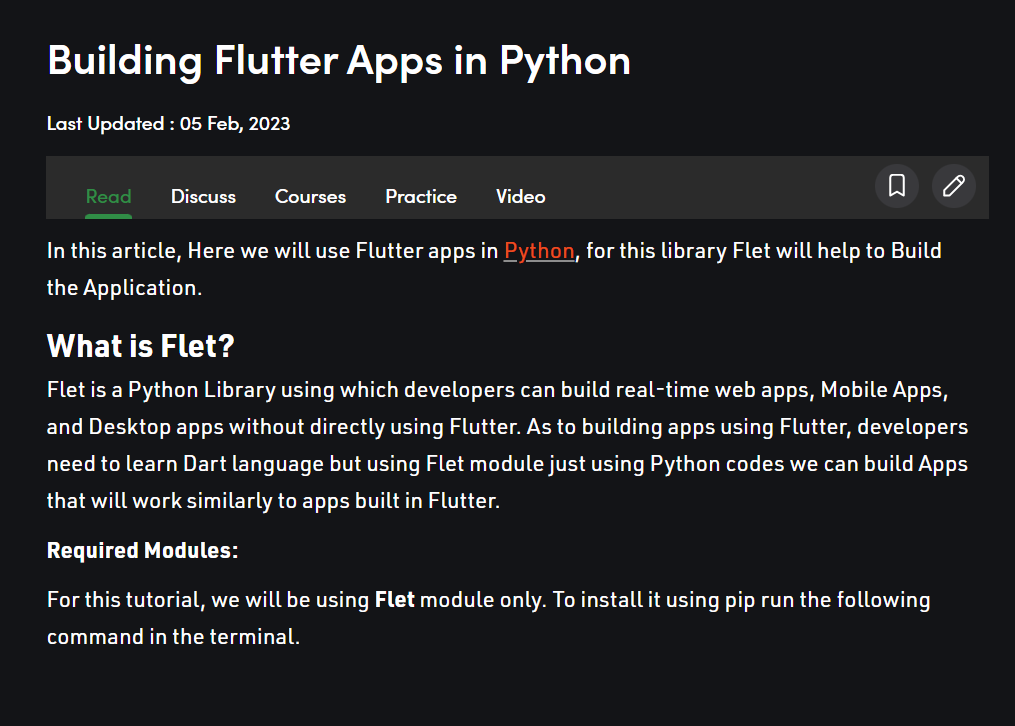 Building Flutter Apps in Python
Last Updated : 05 Feb, 2023
Read Discuss Courses Practice Video
In this article, Here we will use Flutter apps in Python, for this library Flet will help to Build
the Application.
What is Flet?
Flet is a Python Library using which developers can build real-time web apps, Mobile Apps,
and Desktop apps without directly using Flutter. As to building apps using Flutter, developers
need to learn Dart language but using Flet module just using Python codes we can build Apps
that will work similarly to apps built in Flutter.
Required Modules:
For this tutorial, we will be using Flet module only. To install it using pip run the following
command in the terminal.